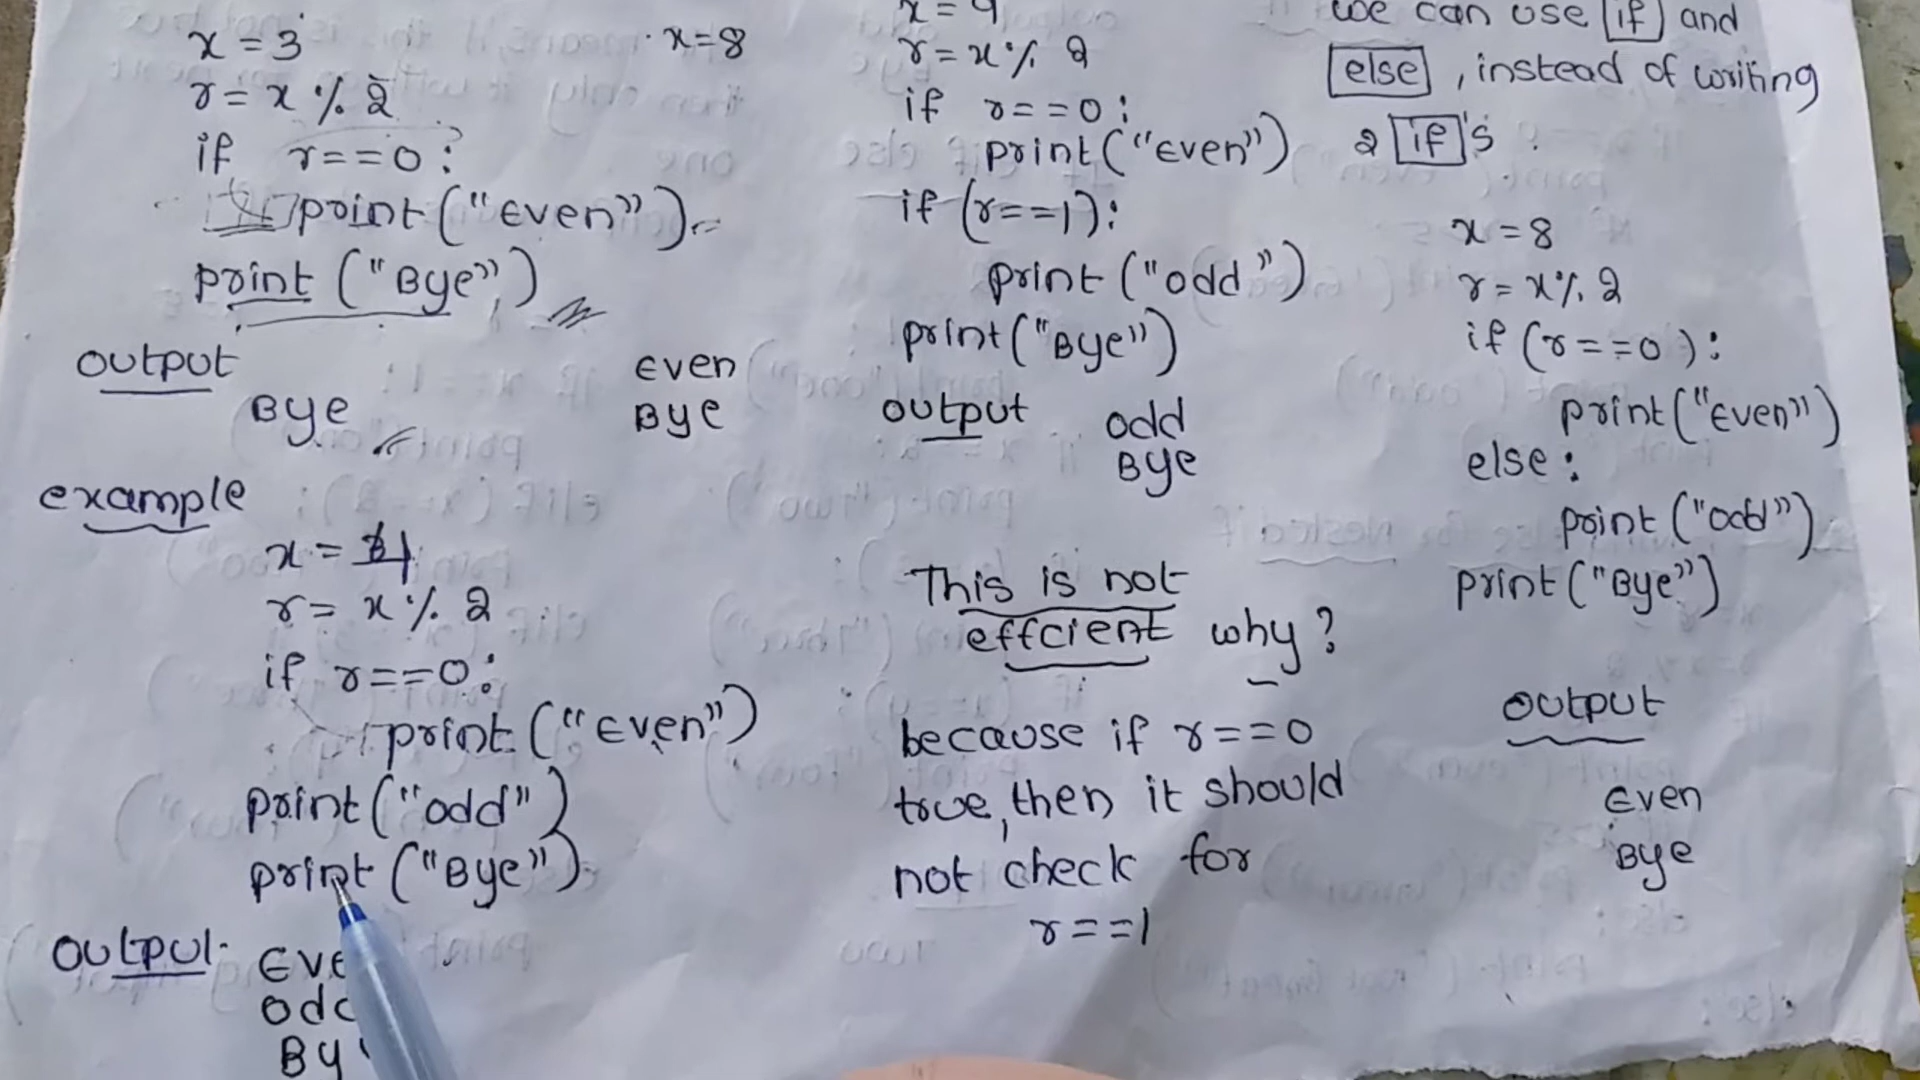 x = 3
r = x % 2
if r==0:
print("Even")
print("Bye")
x=8
output
Bye
Even
Bye
example
x = 4
r = x % 2
if r==0:
print("Even")
print("odd")
print("Bye")
output
r = x % 2
if r==0:
print("Even")
if (r==1):
print("odd")
print("Bye")
output
odd
Bye
This is not
effcient why?
because if r==0
true, then it should
not check for
r==1
we can use if and
else, instead of writing
2 if's.
x = 8
r = x % 2
if (r==0):
print("Even")
else:
print("odd")
print("Bye")
output
Even
Bye